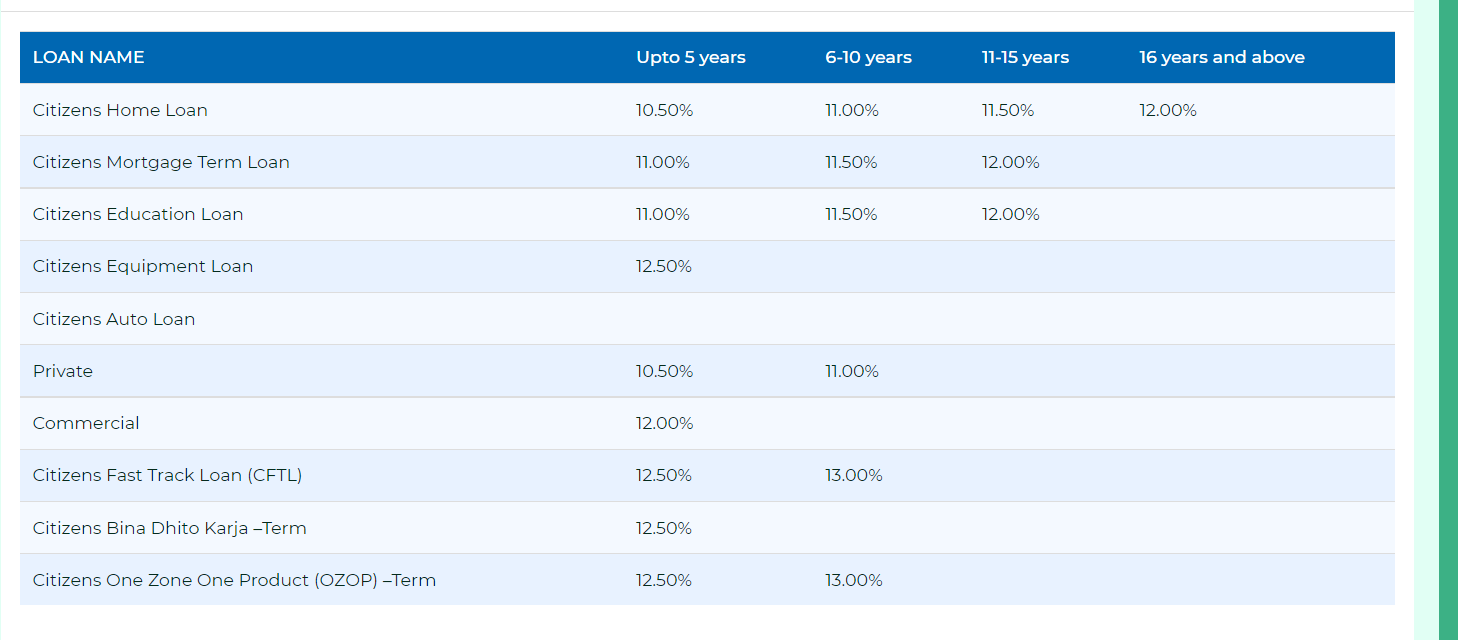 LOAN NAME Upto 5 years 6-10 years 11-15 years 16 years and above
Citizens Home Loan 10.50% 11.00% 11.50% 12.00%
Citizens Mortgage Term Loan 11.00% 11.50% 12.00%
Citizens Education Loan 11.00% 11.50% 12.00%
Citizens Equipment Loan 12.50%
Citizens Auto Loan
Private 10.50% 11.00%
Commercial 12.00%
Citizens Fast Track Loan (CFTL) 12.50% 13.00%
Citizens Bina Dhito Karja –Term 12.50%
Citizens One Zone One Product (OZOP) –Term 12.50% 13.00%